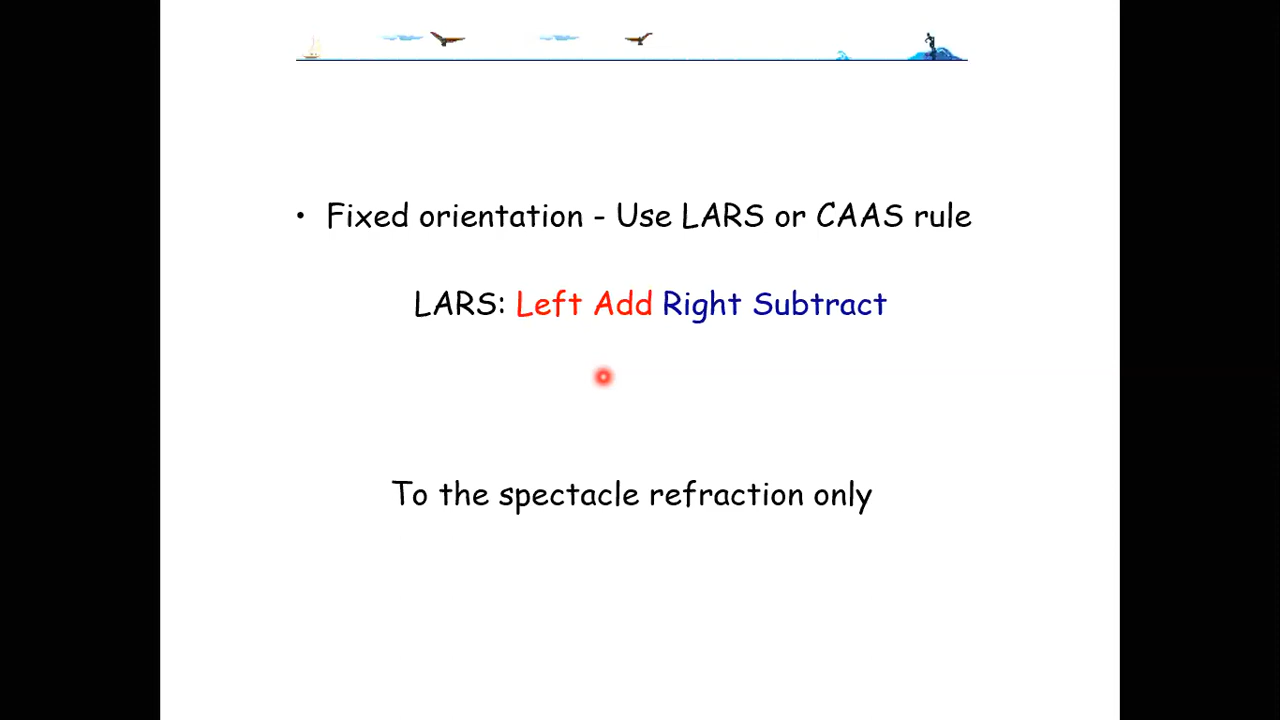 • Fixed orientation - Use LARS or CAAS rule
LARS: Left Add Right Subtract
To the spectacle refraction only